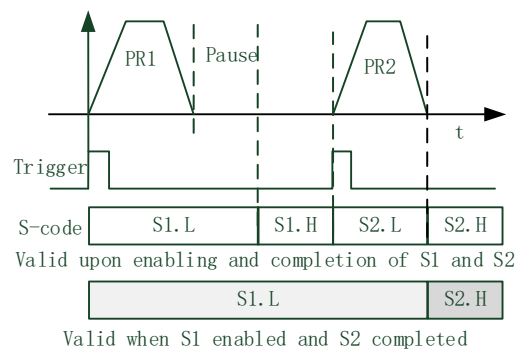 PR1
Pause
PR2
t
Trigger
S-code
S1.L
S1.H
S2.L
S2.H
Valid upon enabling and completion of S1 and S2
S1.L
S2.H
Valid when S1 enabled and S2 completed